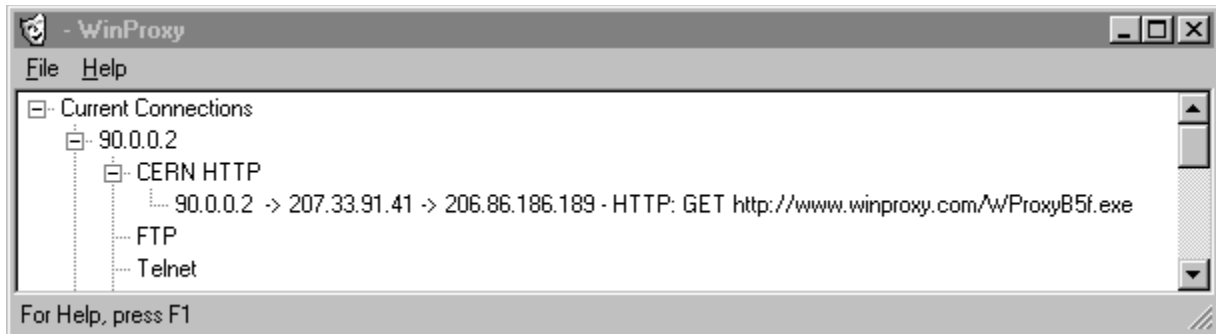 - WinProxy
File Help
Current Connections
90.0.0.2
CERN HTTP
90.0.0.2 -> 207.33.91.41 -> 206.86.186.189 - HTTP: GET http://www.winproxy.com/WProxyB5f.exe
FTP
Telnet
For Help, press F1